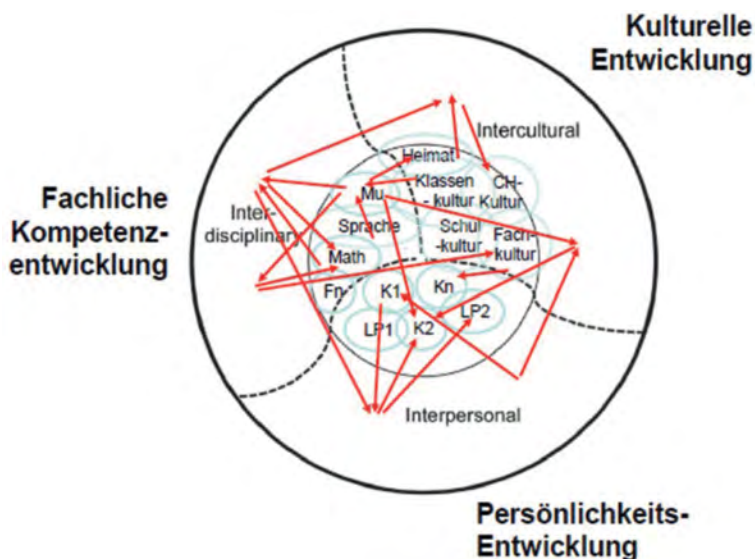 Kulturelle
Entwicklung
Intercultural
Heimat
Klassen
- kultur
CH-
Kultur
Mu
Fachliche
Kompetenz-
entwicklung
Inter-
disciplinary
Sprache
Schul
-kultur
Fach-
kultur
Math
Fn
K1
Kn
LP2
LP1
K2
Interpersonal
Persönlichkeits-
Entwicklung